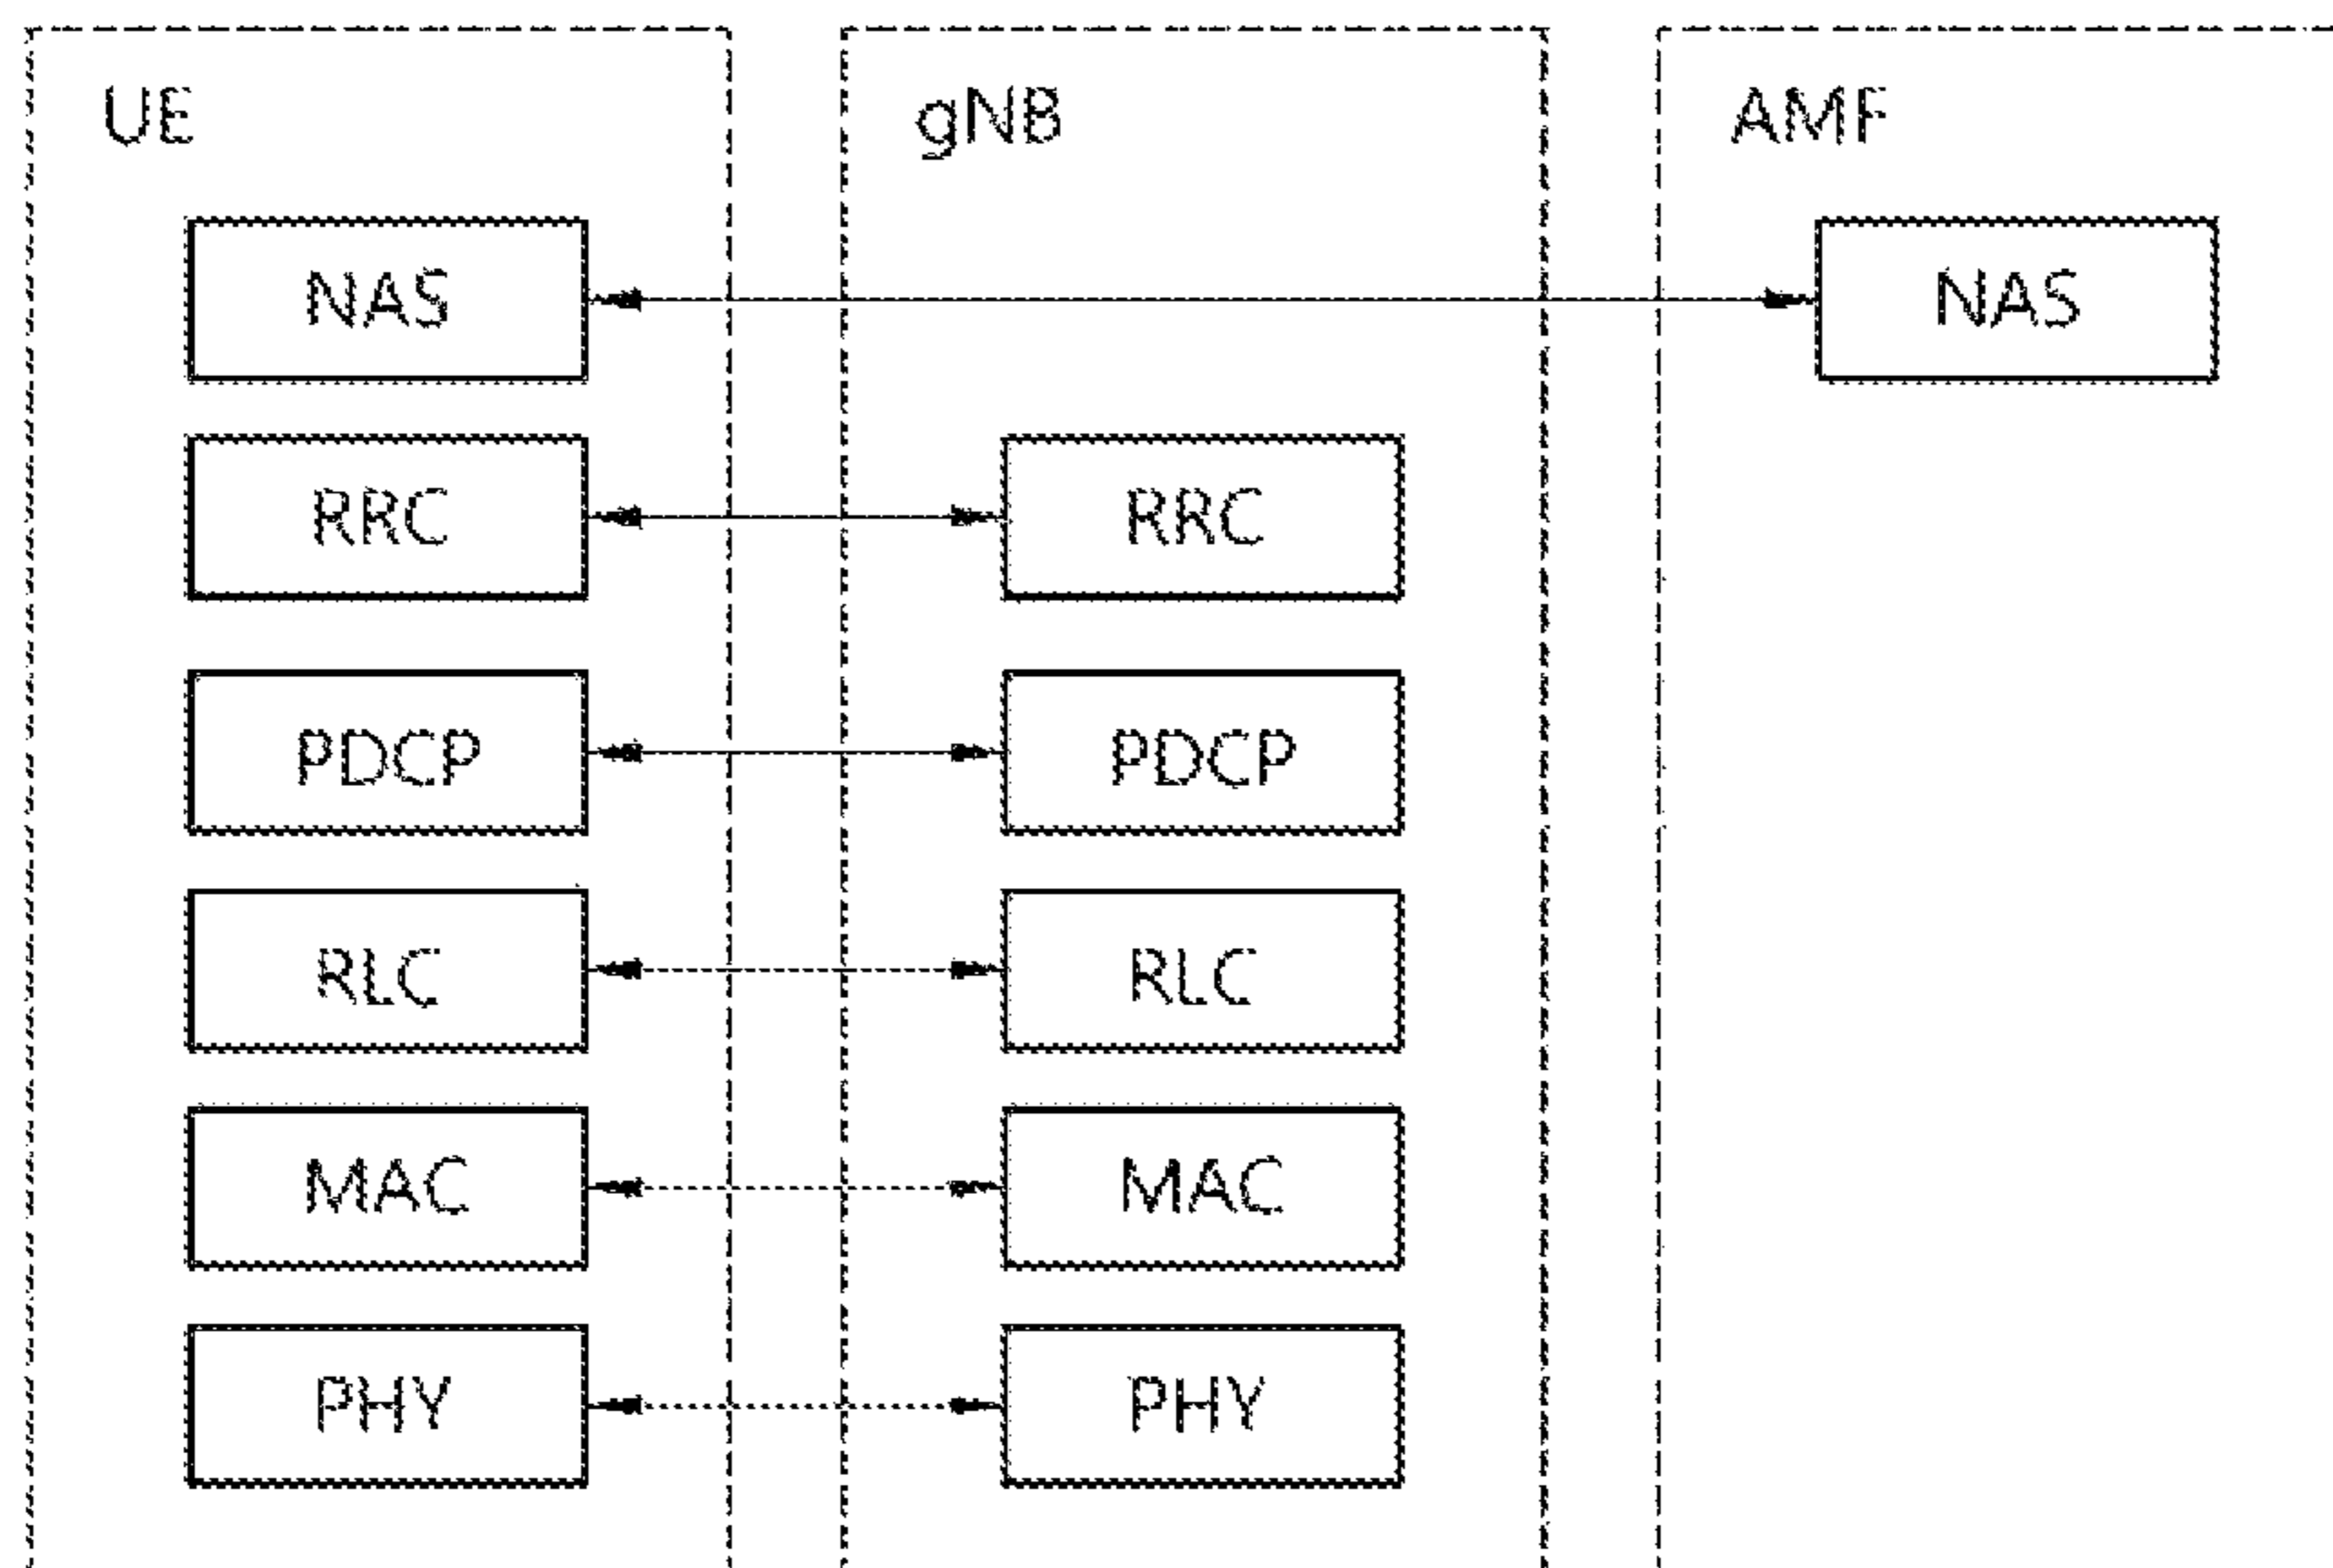 UE gNB AMF
NAS NAS
RRC RRC
PDCP PDCP
RLC RLC
MAC MAC
PHY PHY